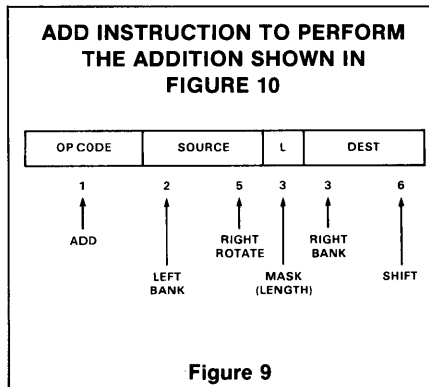 ADD INSTRUCTION TO PERFORM
THE ADDITION SHOWN IN
FIGURE 10
OP CODE SOURCE L DEST
1 2 5 3 3 6
ADD
LEFT
BANK
RIGHT
ROTATE
MASK
(LENGTH)
RIGHT
BANK
SHIFT
Figure 9